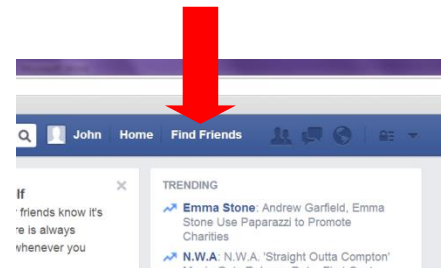 John Home Find Friends
lf
friends know it's
re is always
whenever you
TRENDING
Emma Stone: Andrew Garfield, Emma
Stone Use Paparazzi to Promote
Charities
N.W.A: N.W.A. 'Straight Outta Compton'